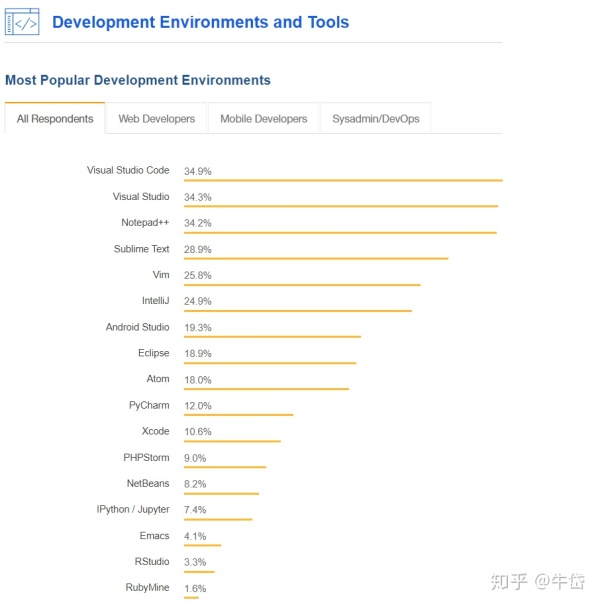 </>
Development Environments and Tools
Most Popular Development Environments
All Respondents Web Developers Mobile Developers Sysadmin/DevOps
Visual Studio Code 34.9%
Visual Studio 34.3%
Notepad++ 34.2%
Sublime Text 28.9%
Vim 25.8%
IntelliJ 24.9%
Android Studio 19.3%
Eclipse 18.9%
Atom 18.0%
PyCharm 12.0%
Xcode 10.6%
PHPStorm 9.0%
NetBeans 8.2%
IPython / Jupyter 7.4%
Emacs 4.1%
RStudio 3.3%
RubyMine 1.6%
知乎 @牛岱